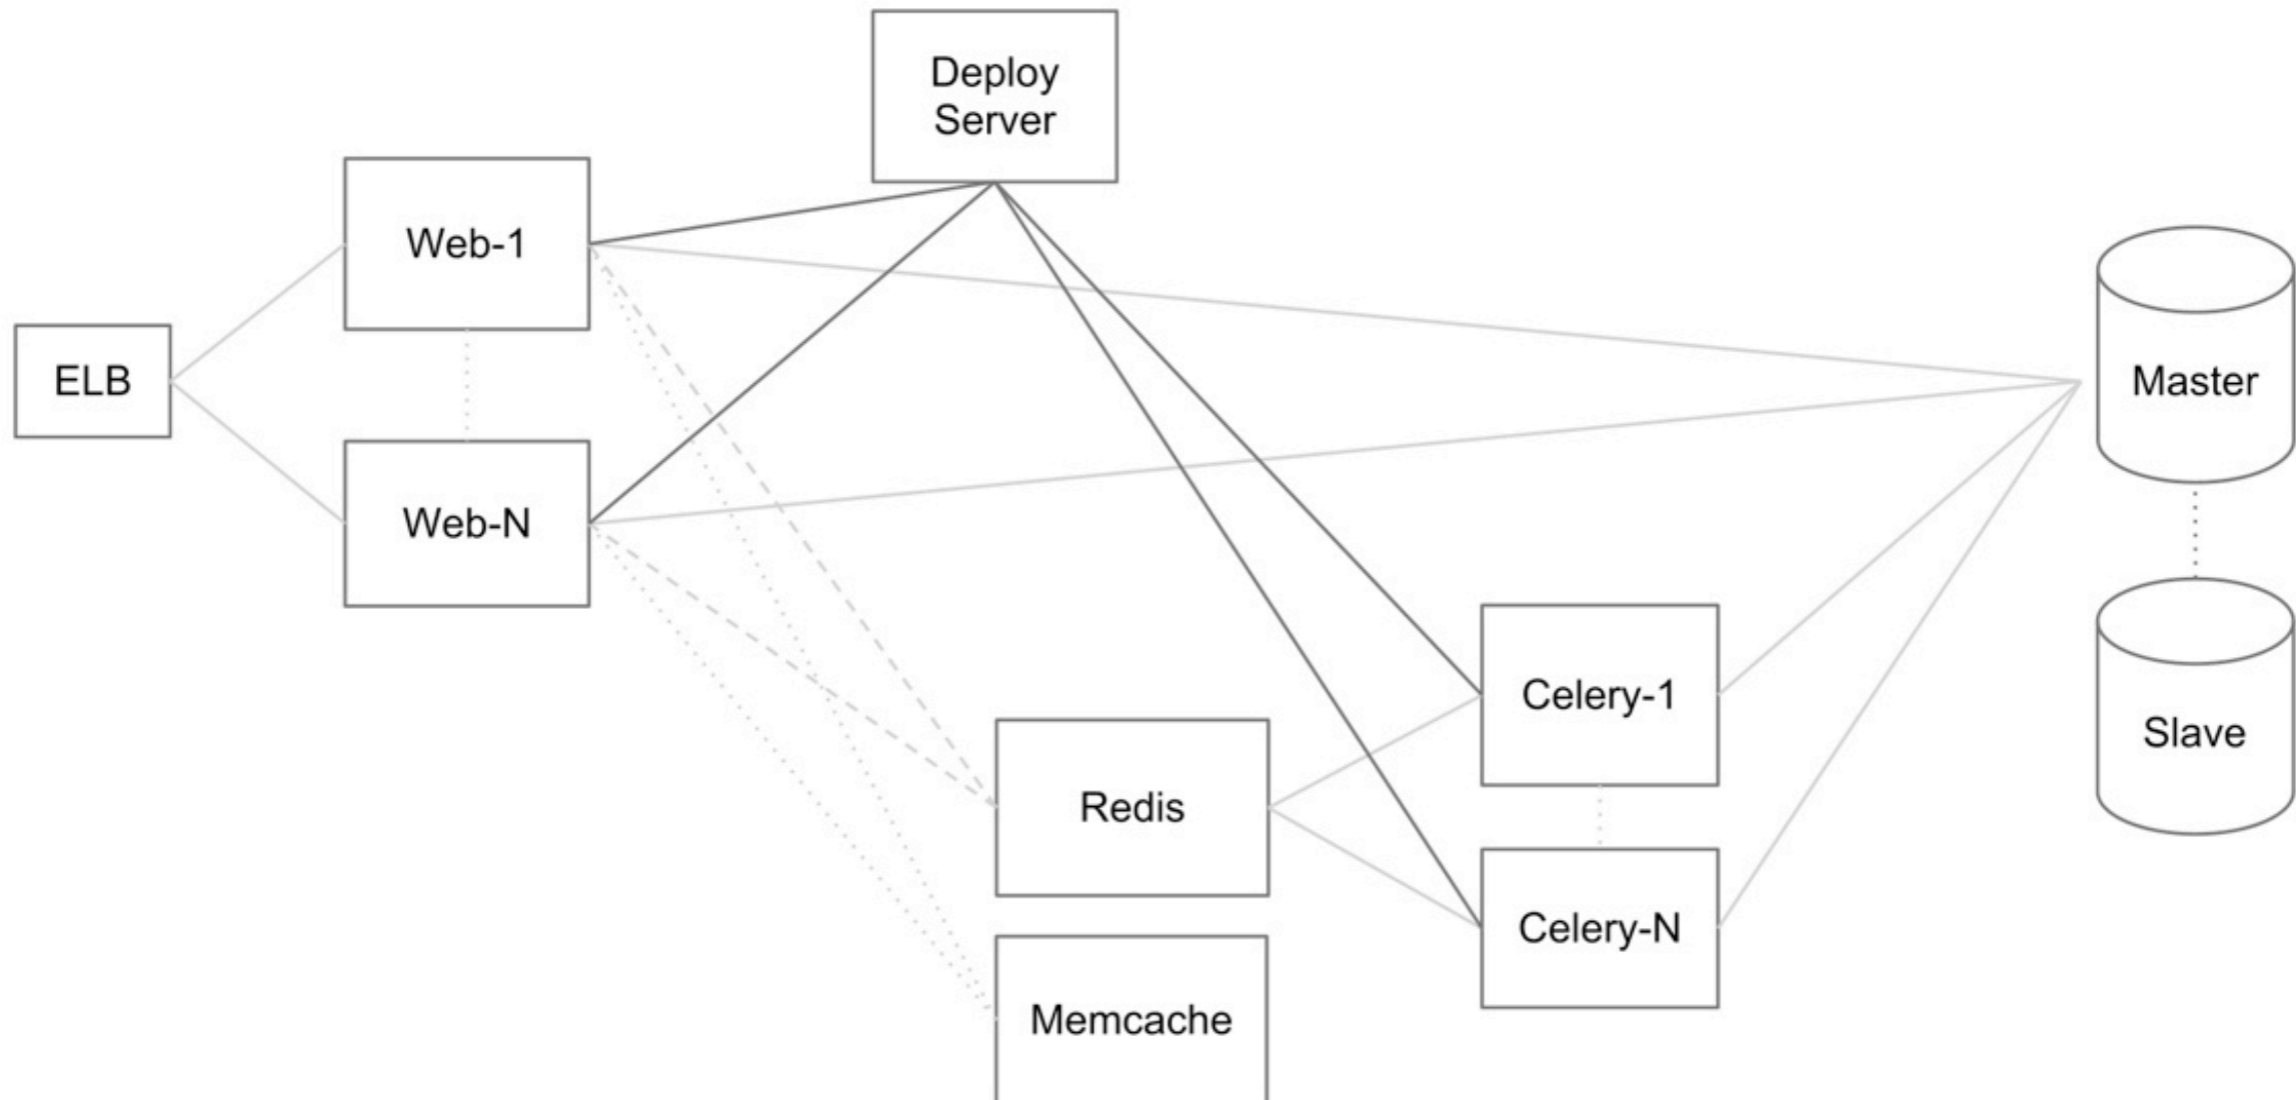 Deploy
Server
Web-1
ELB
Master
Web-N
Celery-1
Slave
Redis
Celery-N
Memcache